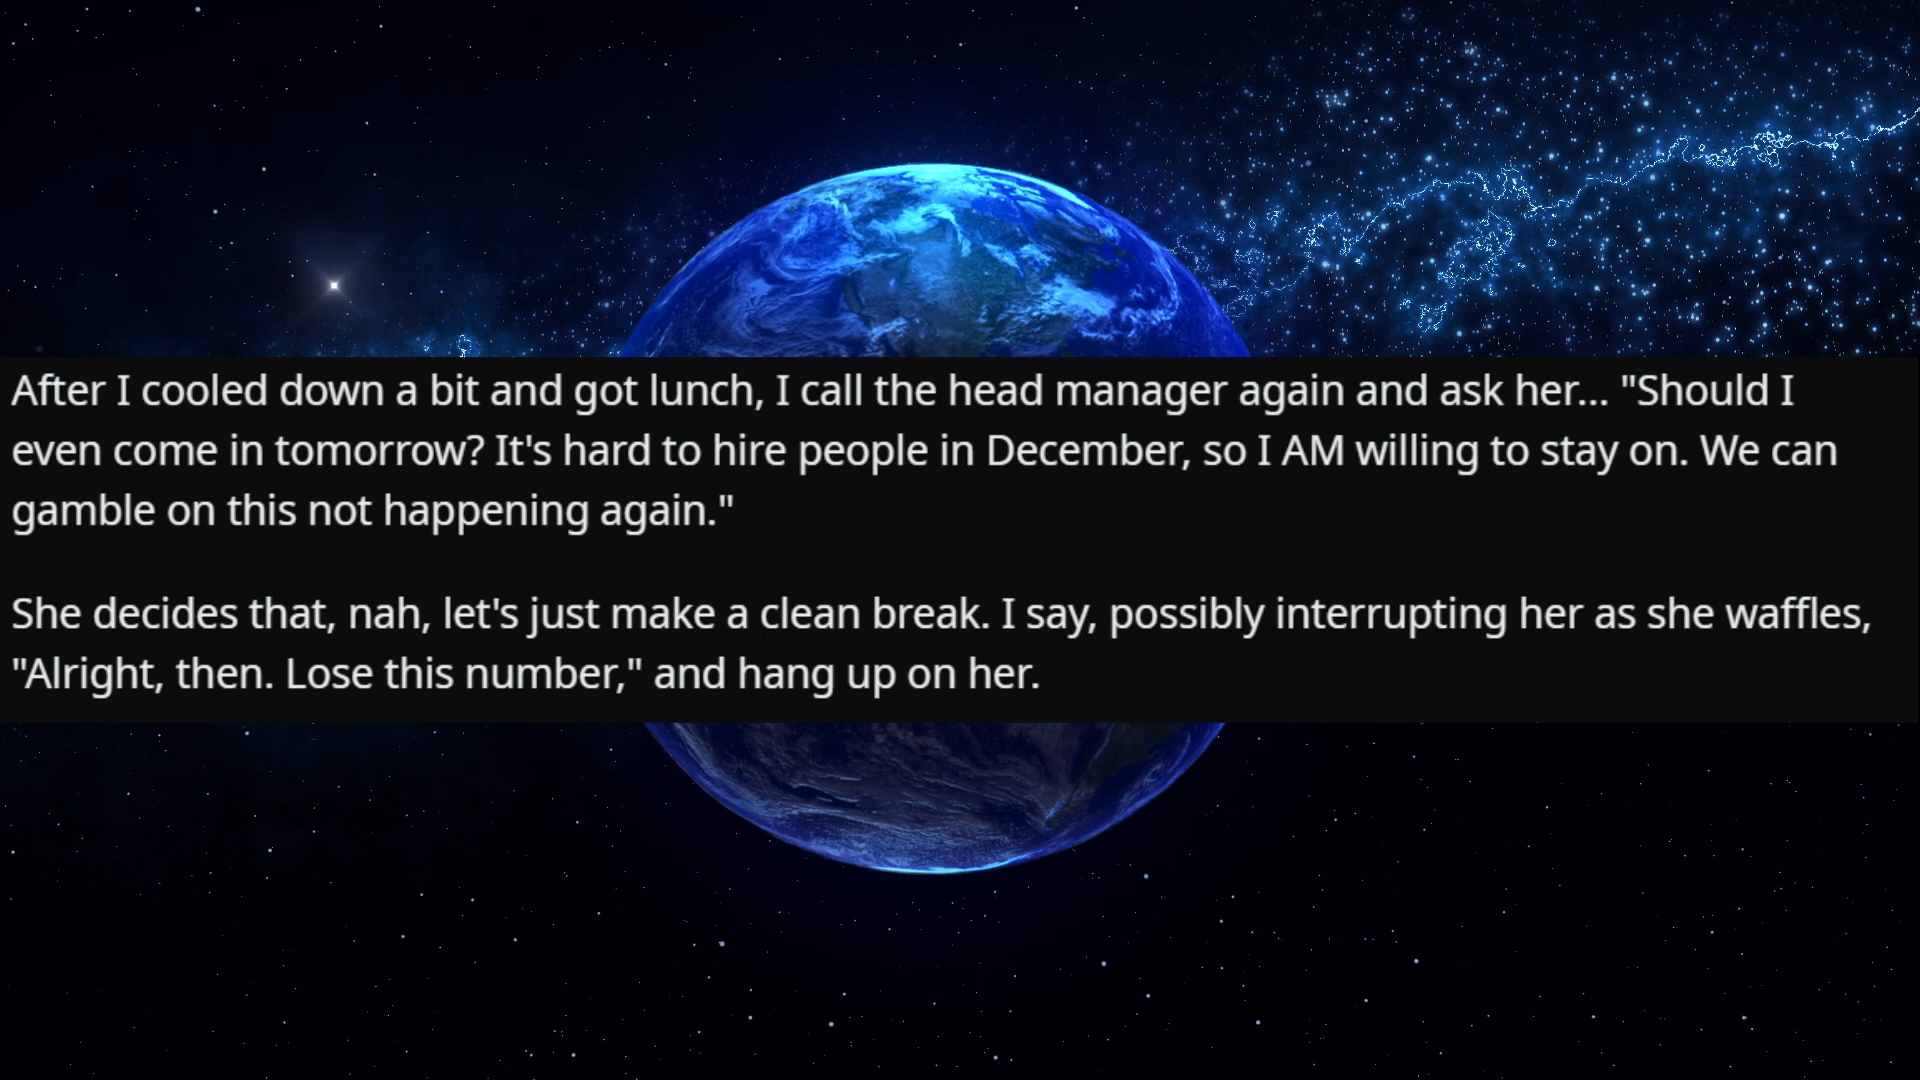 After I cooled down a bit and got lunch, I call the head manager again and ask her... "Should I
even come in tomorrow? It's hard to hire people in December, so I AM willing to stay on. We can
gamble on this not happening again."
She decides that, nah, let's just make a clean break. I say, possibly interrupting her as she waffles,
"Alright, then. Lose this number," and hang up on her.